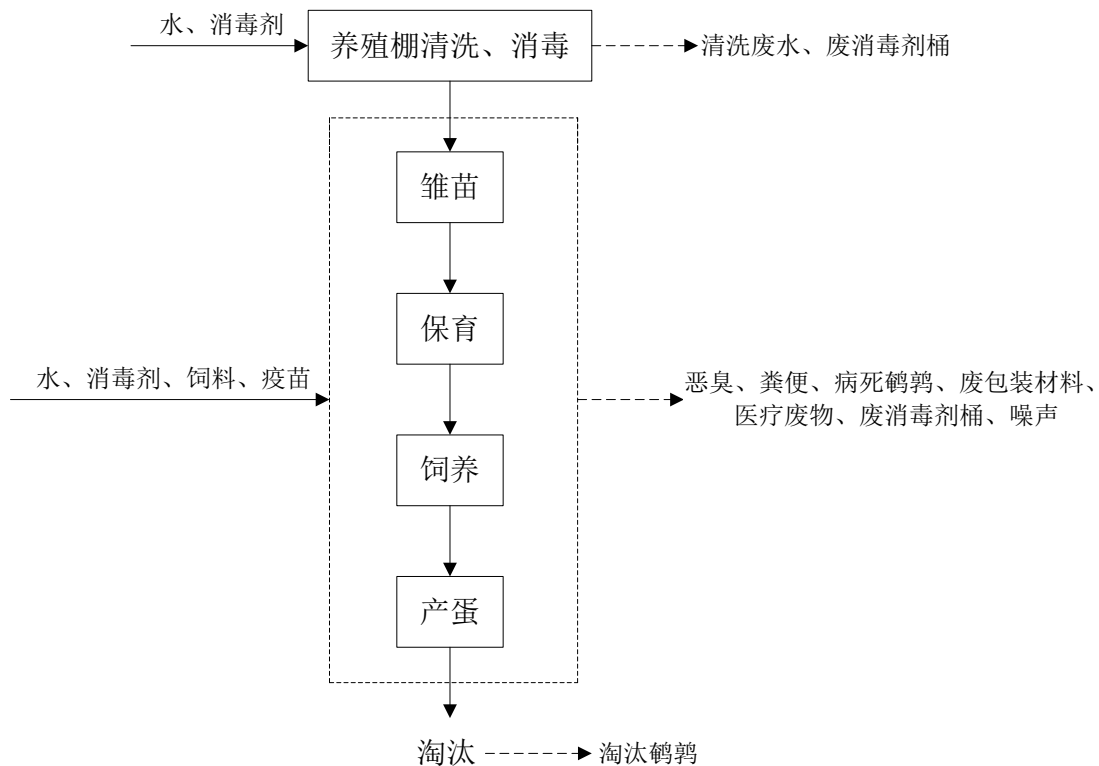 水、消毒剂
养殖棚清洗、消毒
清洗废水、废消毒剂桶
雏苗
保育
水、消毒剂、饲料、疫苗
恶臭、粪便、病死鹌鹑、废包装材料、
医疗废物、废消毒剂桶、噪声
饲养
产蛋
淘汰
淘汰鹌鹑